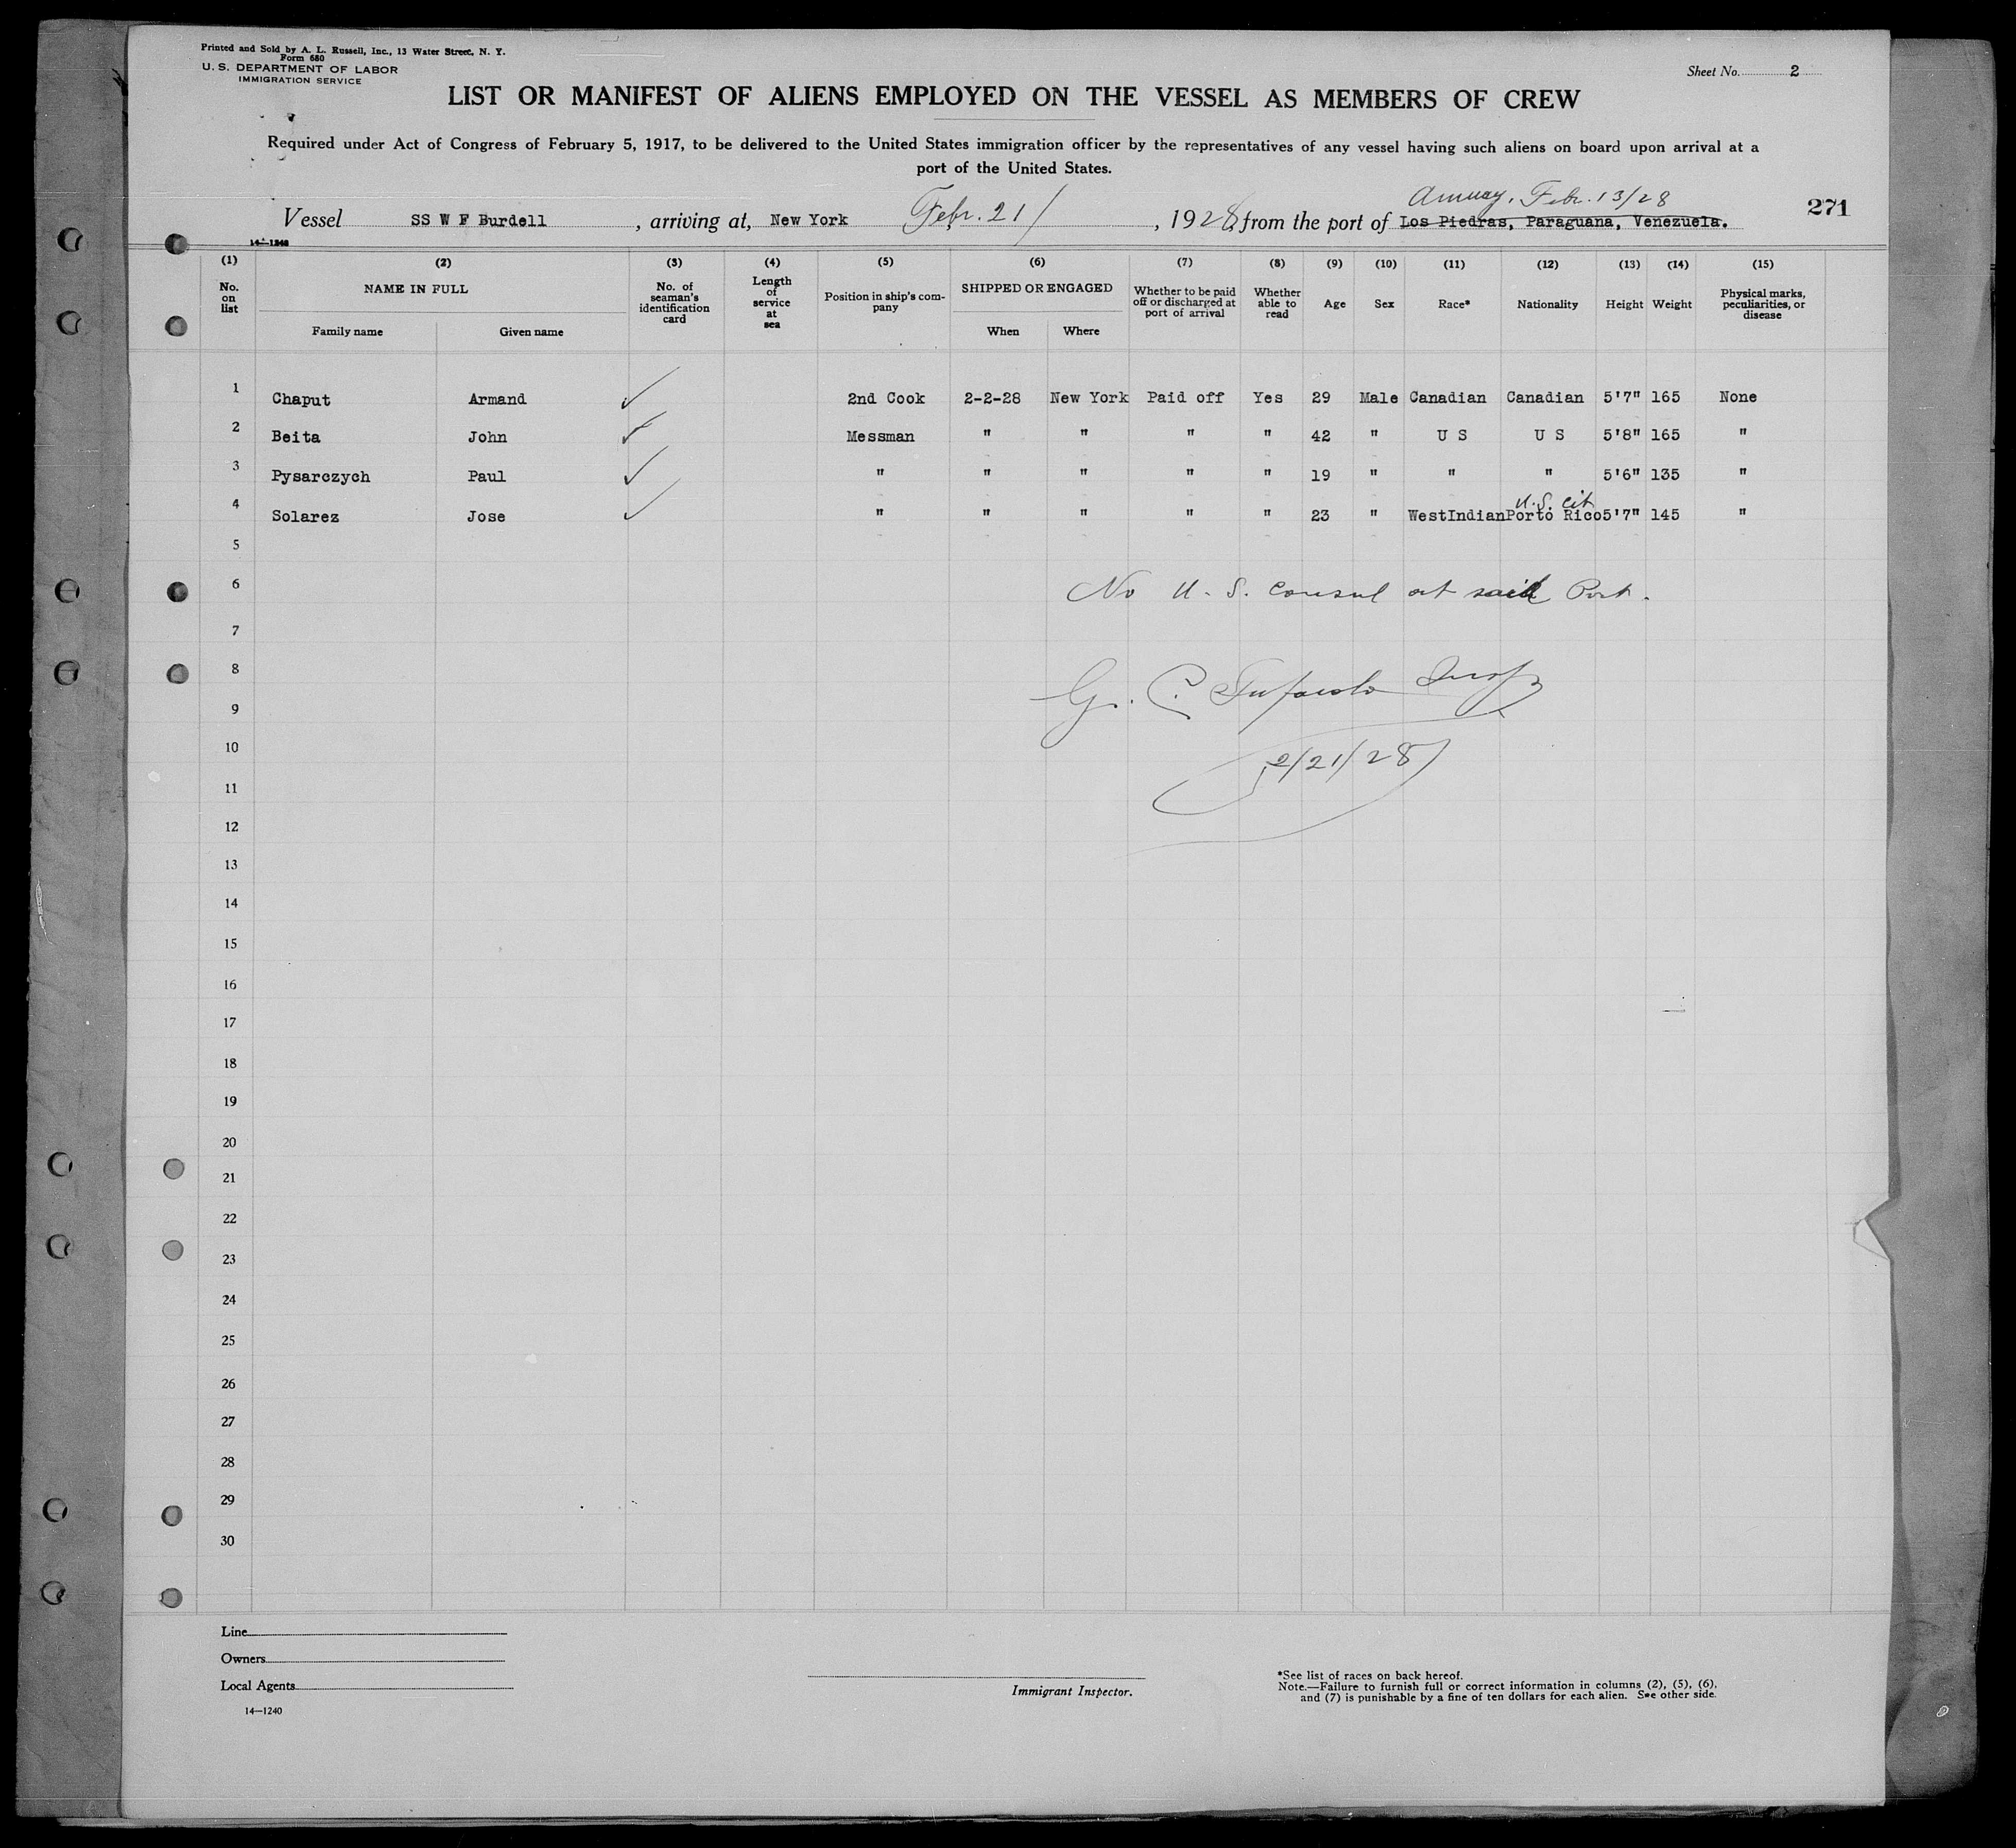 Printed and Sold by A. L. Russell, Inc., 13 Water Street, N. Y.
Form 680
U. S. DEPARTMENT OF LABOR
IMMIGRATION SERVICE
Sheet No. 2
LIST OR MANIFEST OF ALIENS EMPLOYED ON THE VESSEL AS MEMBERS OF CREW
Required under Act of Congress of February 5, 1917, to be delivered to the United States immigration officer by the representatives of any vessel having such aliens on board upon arrival at a
port of the United States.
Amuay, Febr. 13/28
Vessel SS W F Burdell, arriving at, New York Febr. 21/, 1928, from the port of Los Piedras, Paraguana, Venezuela.
271
14-1240
(1) (2) (3) (4) (5) (6) (7) (8) (9) (10) (11) (12) (13) (14) (15)
No. on list NAME IN FULL No. of seaman's identification card Length of service at sea Position in ship's company SHIPPED OR ENGAGED Whether to be paid off or discharged at port of arrival Whether able to read Age Sex Race* Nationality Height Weight Physical marks, peculiarities, or disease
Family name Given name When Where
1 Chaput Armand 2nd Cook 2-2-28 New York Paid off Yes 29 Male Canadian Canadian 5'7" 165 None
2 Beita John Messman " " " " 42 " U S U S 5'8" 165 "
3 Pysarczych Paul " " " " " 19 " " " 5'6" 135 "
U.S. cit
4 Solarez Jose " " " " " 23 " WestIndian Porto Rico 5'7" 145 "
5
6 No U. S. Consul at said Port.
7
8
G. C.
9
10
2/21/28
11
12
13
14
15
16
17
18
19
20
21
22
23
24
25
26
27
28
29
30
Line
Owners
Local Agents
14—1240
Immigrant Inspector.
*See list of races on back hereof.
Note.—Failure to furnish full or correct information in columns (2), (5), (6),
and (7) is punishable by a fine of ten dollars for each alien. See other side.